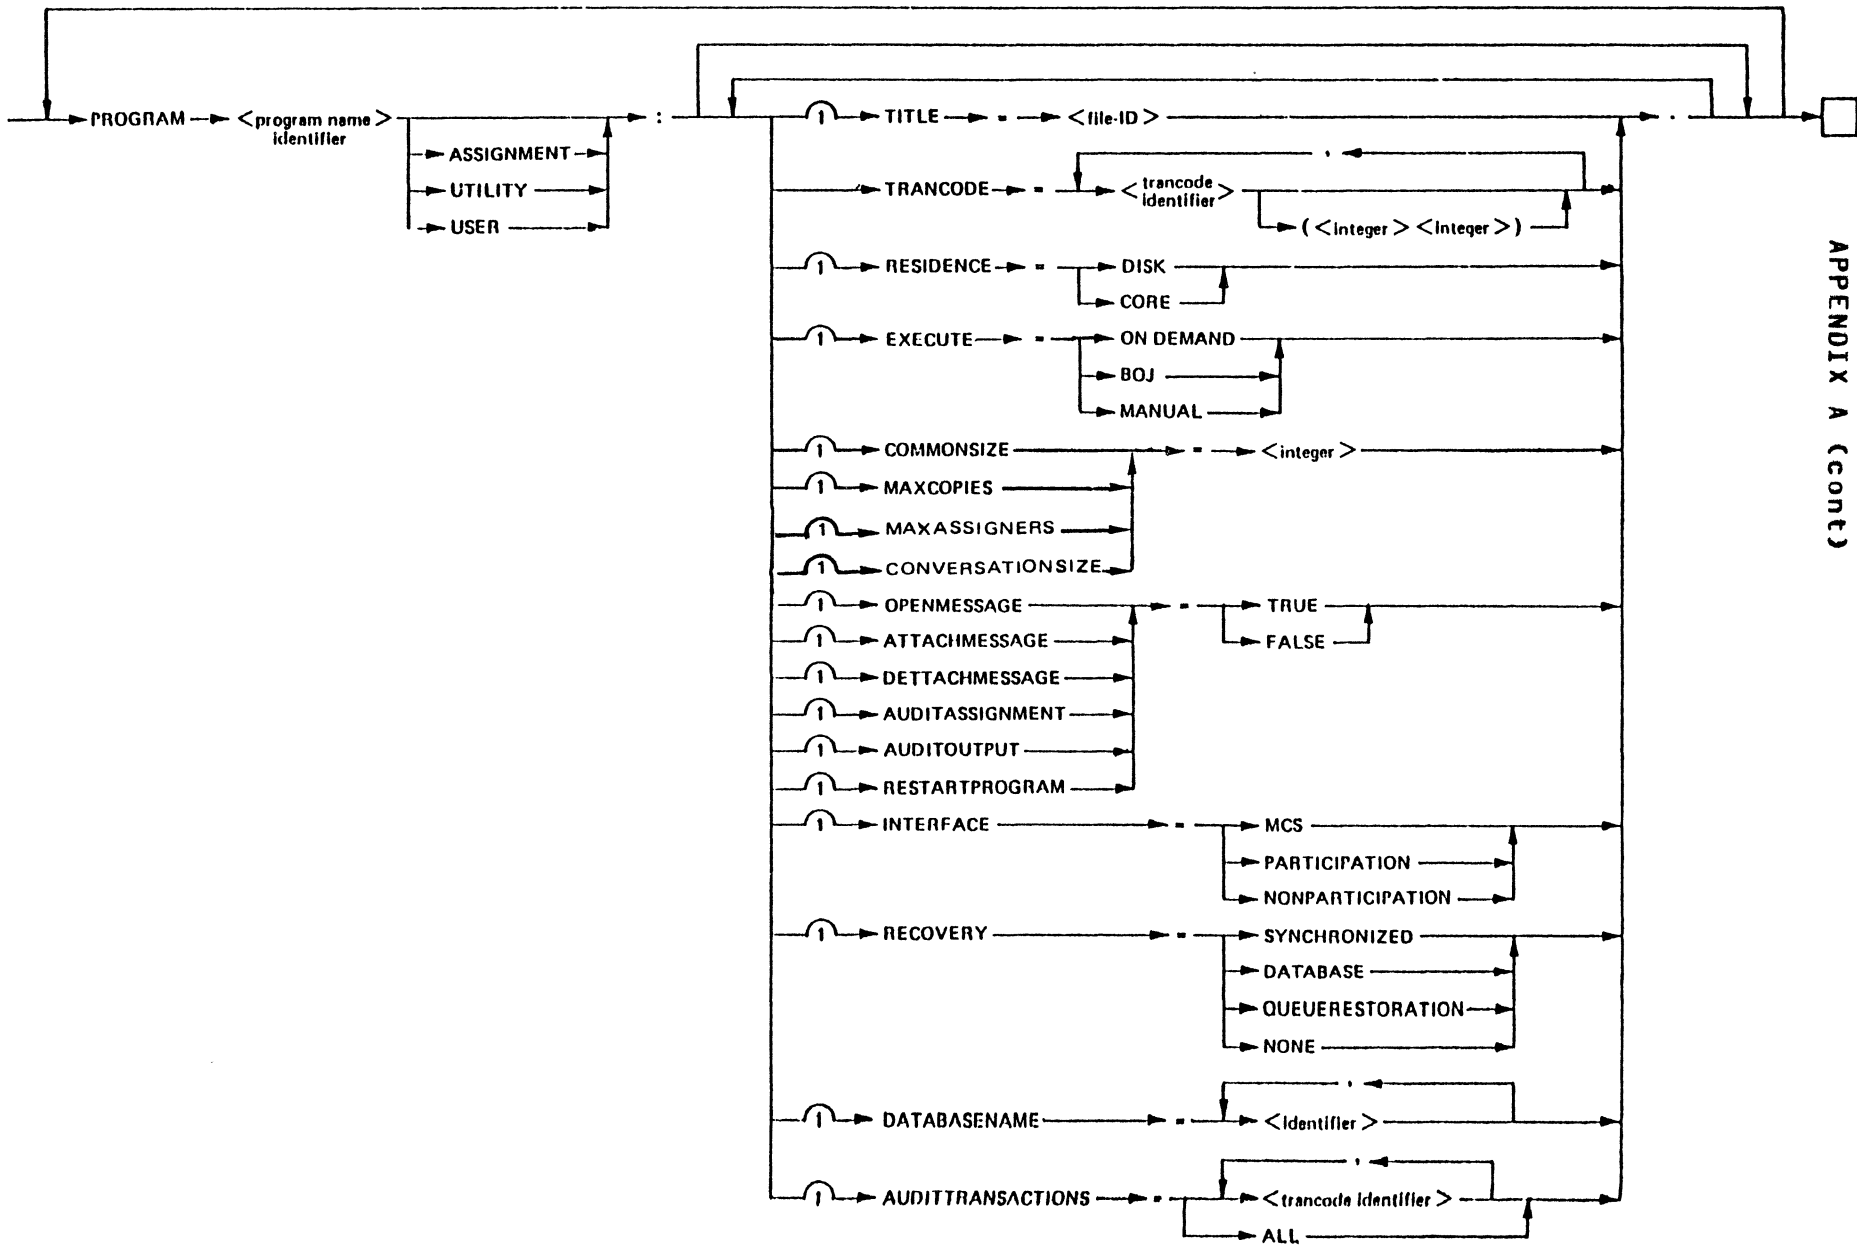 PROGRAM <program name identifier> : 1 TITLE = <file-ID> .
ASSIGNMENT
UTILITY
USER
,
TRANCODE = <trancode identifier>
( <integer> <integer> )
1 RESIDENCE = DISK
CORE
1 EXECUTE = ON DEMAND
BOJ
MANUAL
1 COMMONSIZE = <integer>
1 MAXCOPIES
1 MAXASSIGNERS
1 CONVERSATIONSIZE
1 OPENMESSAGE = TRUE
FALSE
1 ATTACHMESSAGE
1 DETTACHMESSAGE
1 AUDITASSIGNMENT
1 AUDITOUTPUT
1 RESTARTPROGRAM
1 INTERFACE = MCS
PARTICIPATION
NONPARTICIPATION
1 RECOVERY = SYNCHRONIZED
DATABASE
QUEUERESTORATION
NONE
,
1 DATABASENAME = <identifier>
,
1 AUDITTRANSACTIONS = <trancode identifier>
ALL
APPENDIX A (cont)